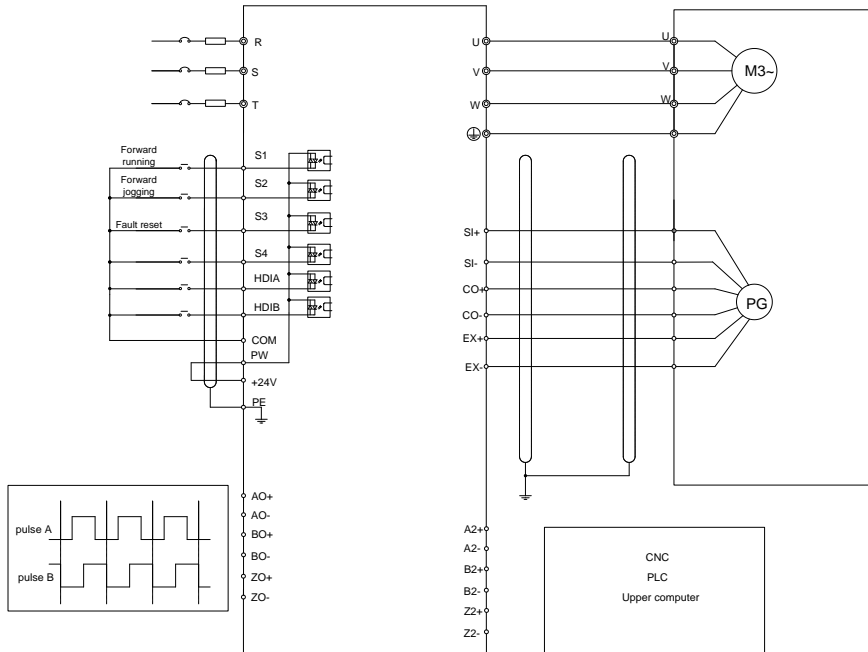 R
S
T
U
V
W
U
V
W
M3~
Forward
running
Forward
jogging
Fault reset
S1
S2
S3
S4
HDIA
HDIB
COM
PW
+24V
PE
SI+
SI-
CO+
CO-
EX+
EX-
PG
pulse A
pulse B
AO+
AO-
BO+
BO-
ZO+
ZO-
A2+
A2-
B2+
B2-
Z2+
Z2-
CNC
PLC
Upper computer